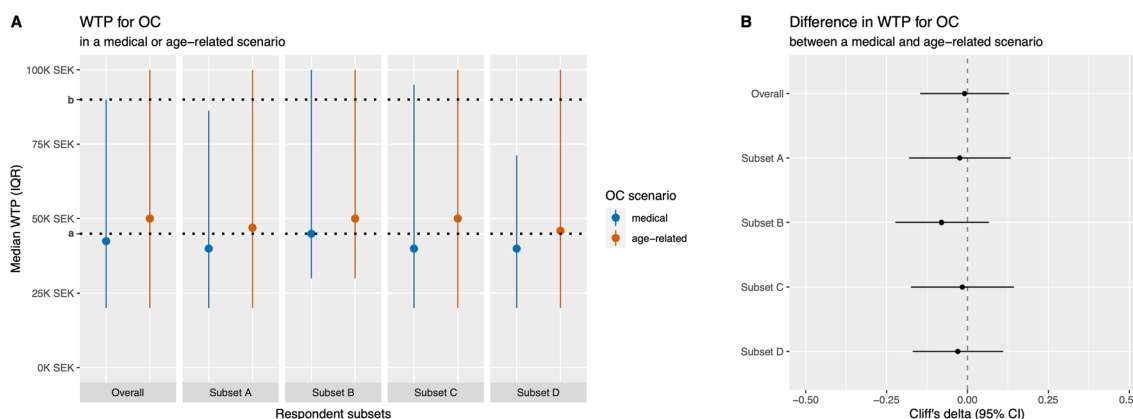 A
WTP for OC
in a medical or age-related scenario
100K SEK
b
75K SEK
50K SEK
a
25K SEK
0K SEK
Median WTP (IQR)
Overall
Subset A
Subset B
Subset C
Subset D
Respondent subsets
OC scenario
medical
age-related
B
Difference in WTP for OC
between a medical and age-related scenario
Overall
Subset A
Subset B
Subset C
Subset D
-0.50
-0.25
0.00
0.25
0.50
Cliff's delta (95% CI)